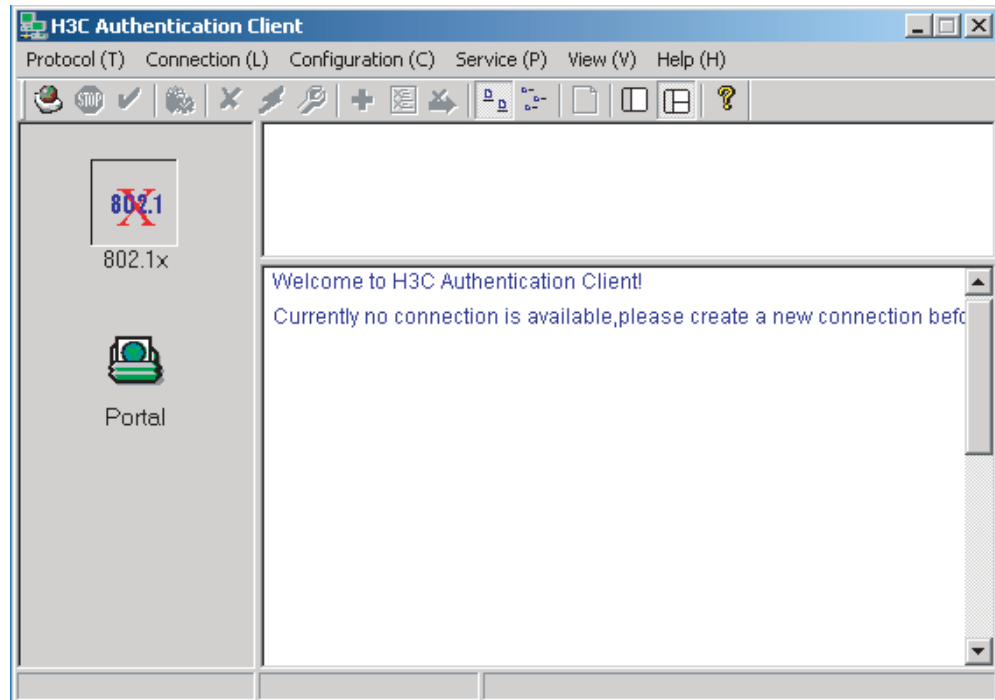 H3C Authentication Client
Protocol (T) Connection (L) Configuration (C) Service (P) View (V) Help (H)
STOP
802.1
X
802.1x
Portal
Welcome to H3C Authentication Client!
Currently no connection is available,please create a new connection